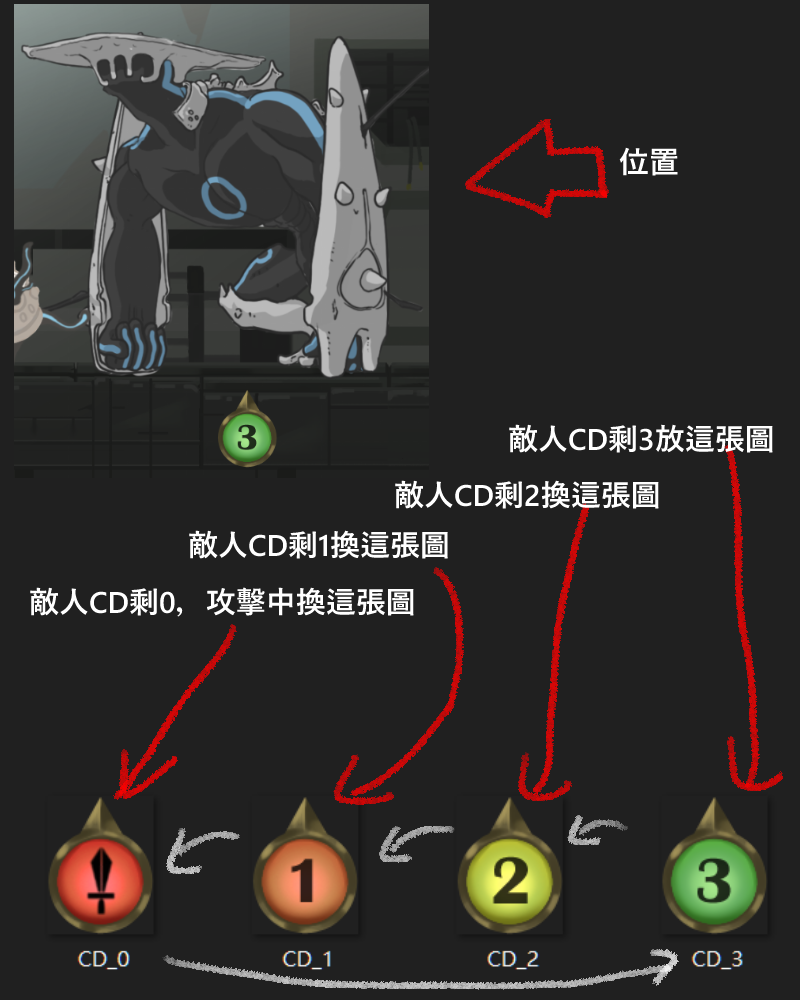 位置
3
敵人CD剩3放這張圖
敵人CD剩2換這張圖
敵人CD剩1換這張圖
敵人CD剩0，攻擊中換這張圖
1
2
3
CD_0
CD_1
CD_2
CD_3